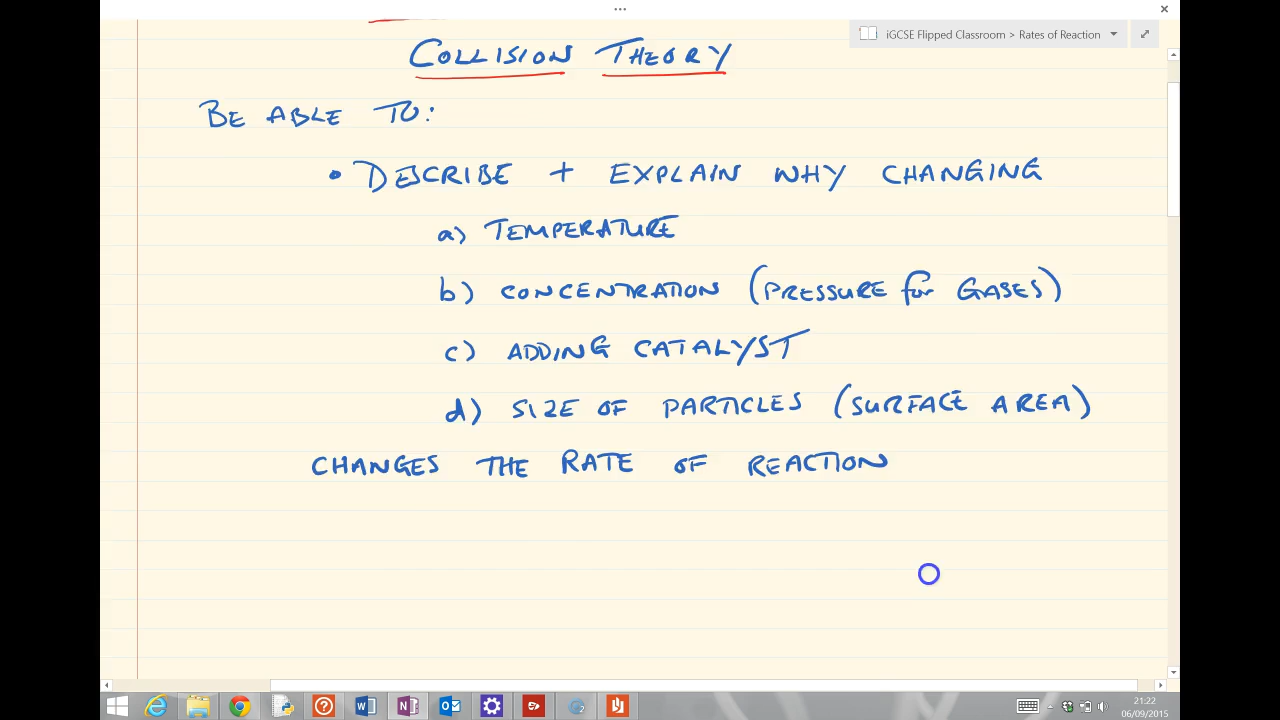 iGCSE Flipped Classroom > Rates of Reaction
COLLISION THEORY
BE ABLE TO:
• DESCRIBE + EXPLAIN WHY CHANGING
a) TEMPERATURE
b) CONCENTRATION (PRESSURE for GASES)
c) ADDING CATALYST
d) SIZE OF PARTICLES (SURFACE AREA)
CHANGES THE RATE OF REACTION
21:22
06/09/2015